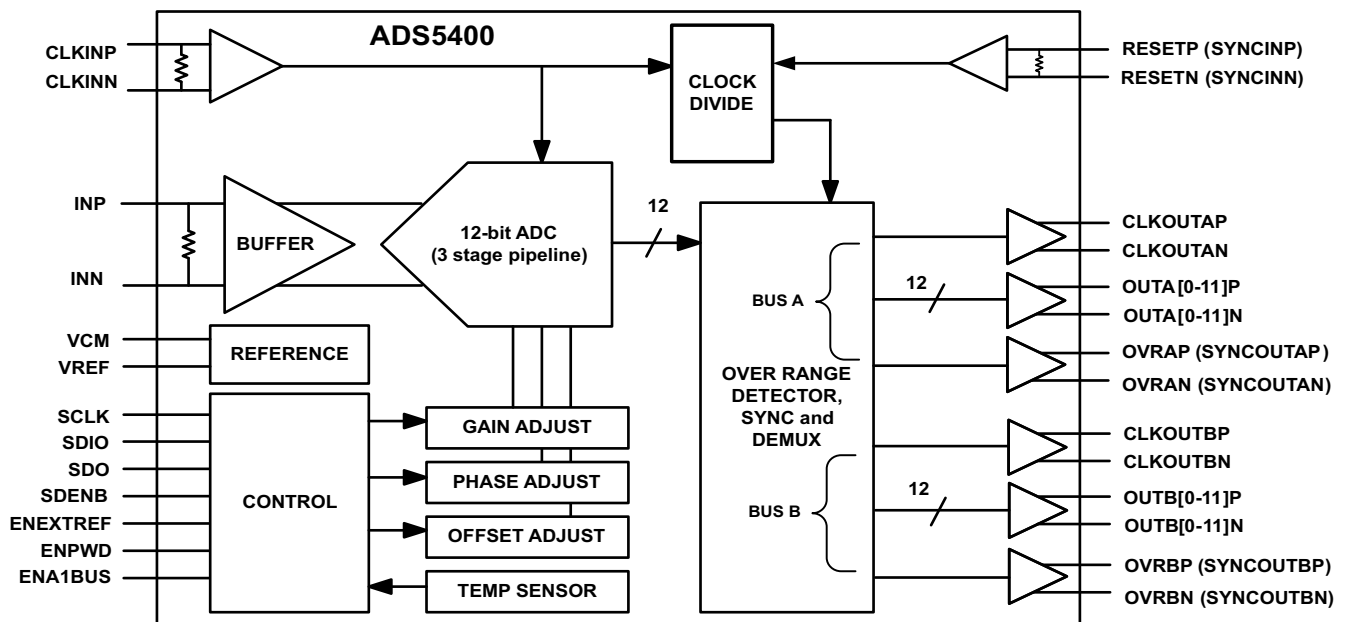 ADS5400
CLKINP
CLKINN
CLOCK
DIVIDE
RESETP (SYNCINP)
RESETN (SYNCINN)
INP
INN
BUFFER
12-bit ADC
(3 stage pipeline)
12
VCM
VREF
REFERENCE
SCLK
SDIO
SDO
SDENB
ENEXTREF
ENPWD
ENA1BUS
CONTROL
GAIN ADJUST
PHASE ADJUST
OFFSET ADJUST
TEMP SENSOR
BUS A
OVER RANGE
DETECTOR,
SYNC and
DEMUX
BUS B
12
12
CLKOUTAP
CLKOUTAN
OUTA[0-11]P
OUTA[0-11]N
OVRAP (SYNCOUTAP)
OVRAN (SYNCOUTAN)
CLKOUTBP
CLKOUTBN
OUTB[0-11]P
OUTB[0-11]N
OVRBP (SYNCOUTBP)
OVRBN (SYNCOUTBN)